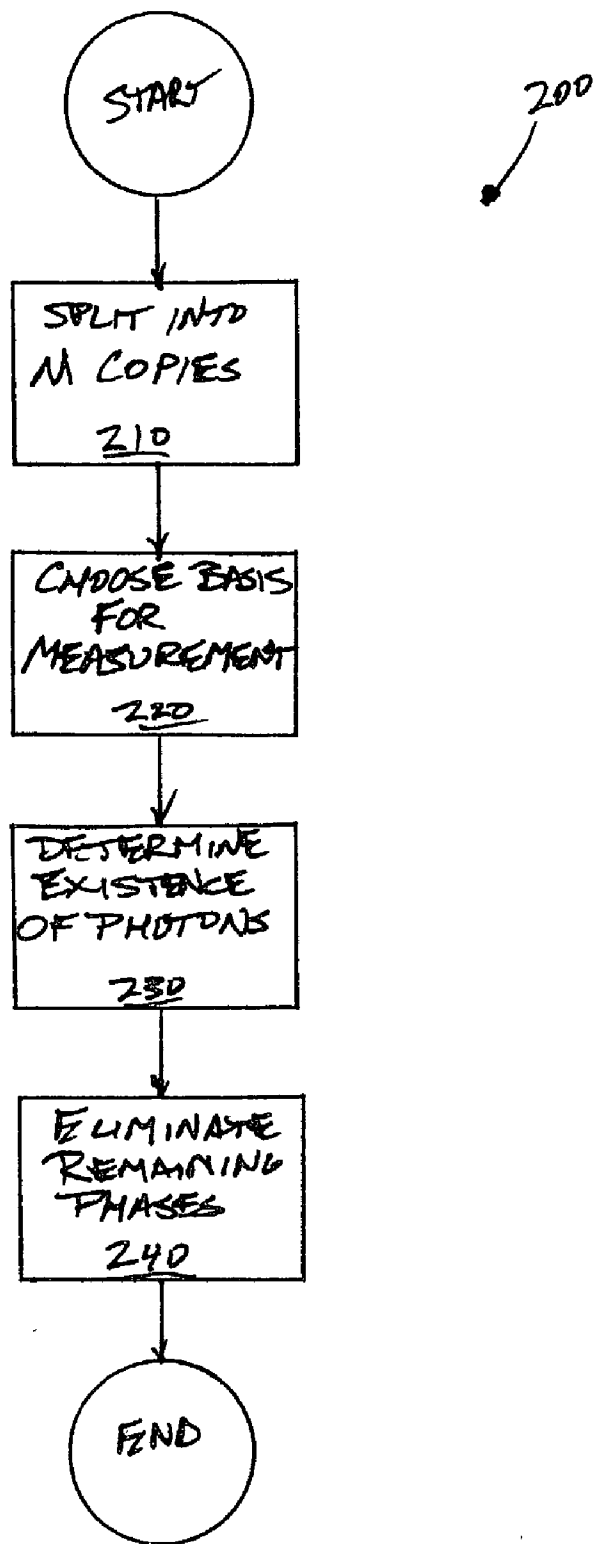 START
200
SPLIT INTO
M COPIES
210
CHOOSE BASIS
FOR
MEASUREMENT
220
DETERMINE
EXISTENCE
OF PHOTONS
230
ELIMINATE
REMAINING
PHASES
240
END